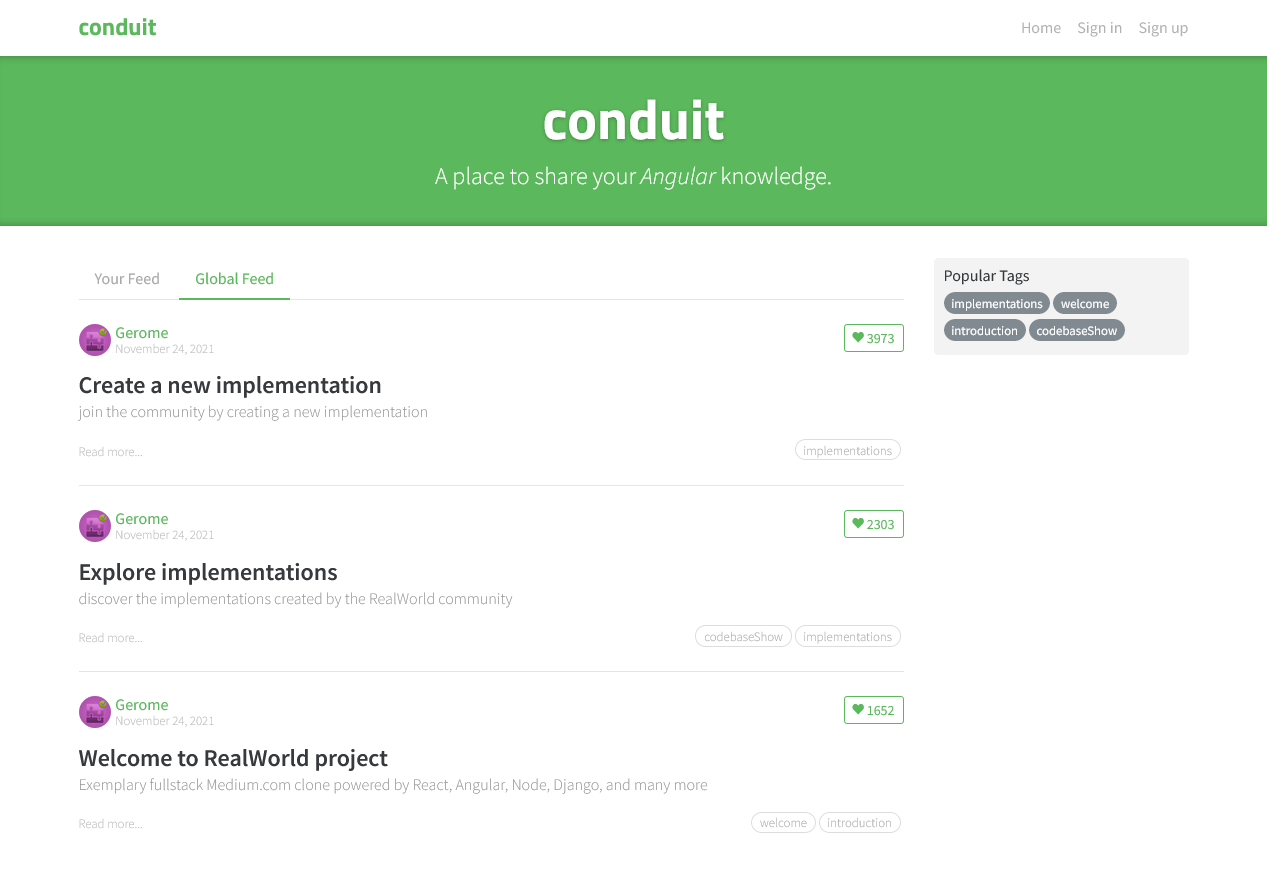 conduit
Home Sign in Sign up
conduit
A place to share your Angular knowledge.
Your Feed Global Feed
Gerome
November 24, 2021
3973
Create a new implementation
join the community by creating a new implementation
Read more...
implementations
Gerome
November 24, 2021
2303
Explore implementations
discover the implementations created by the RealWorld community
Read more...
codebaseShow implementations
Gerome
November 24, 2021
1652
Welcome to RealWorld project
Exemplary fullstack Medium.com clone powered by React, Angular, Node, Django, and many more
Read more...
welcome introduction
Popular Tags
implementations welcome
introduction codebaseShow